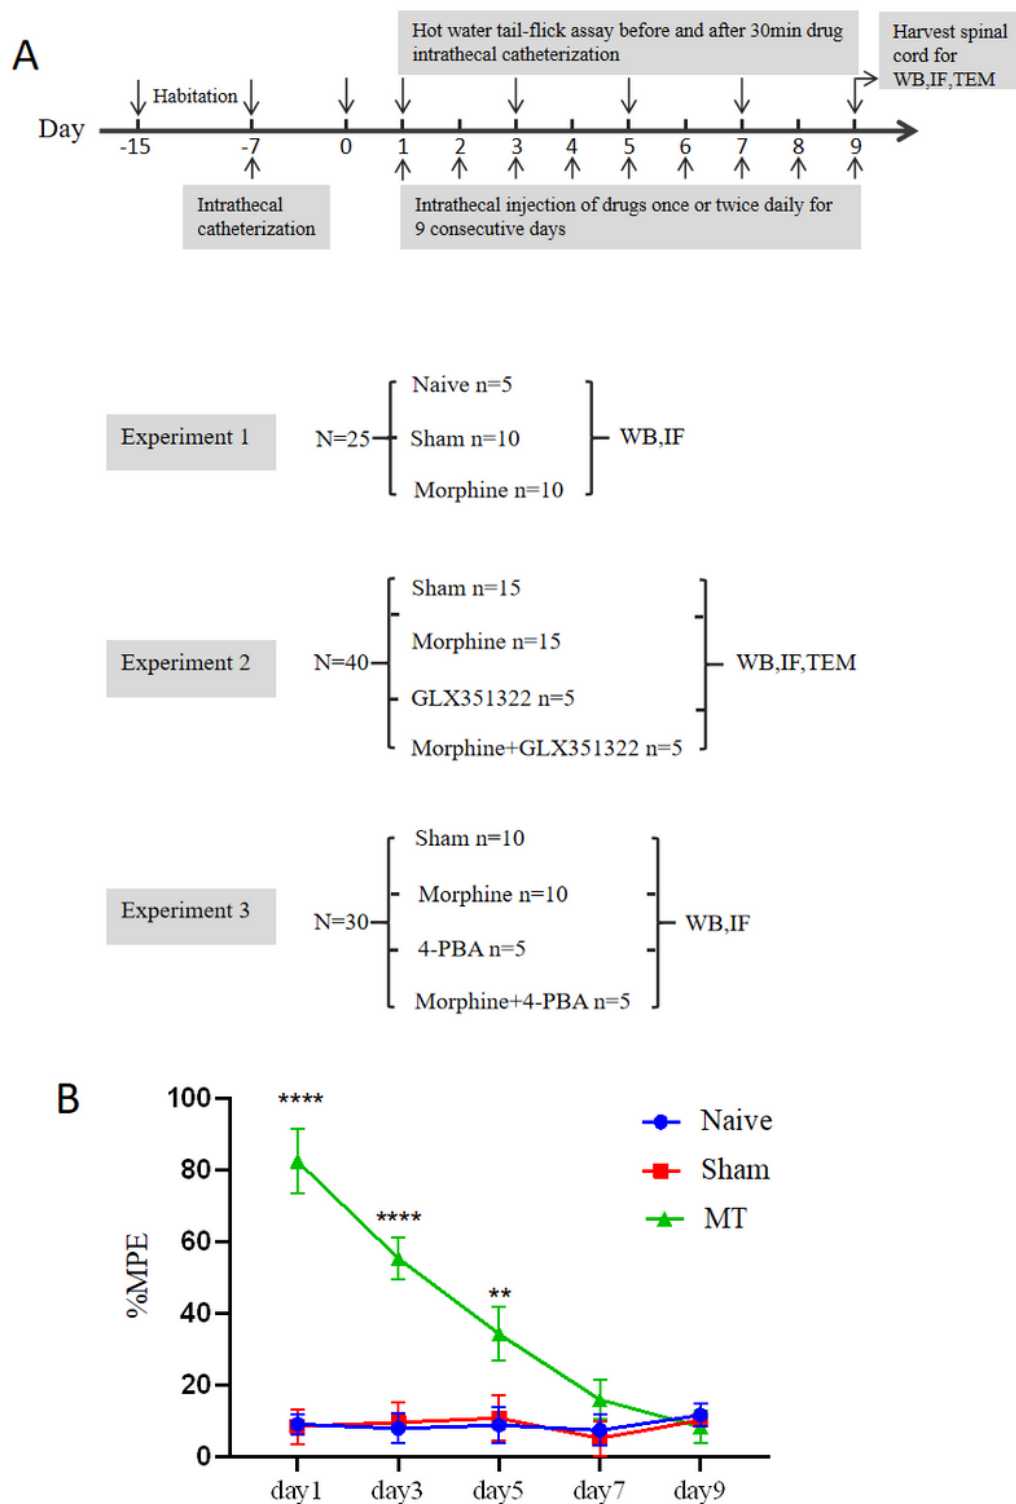 A
Hot water tail-flick assay before and after 30min drug
intrathecal catheterization
Harvest spinal
cord for
WB,IF,TEM
Habitation
Day
-15 -7 0 1 2 3 4 5 6 7 8 9
Intrathecal
catheterization
Intrathecal injection of drugs once or twice daily for
9 consecutive days
Experiment 1
N=25
Naive n=5
Sham n=10
Morphine n=10
WB,IF
Experiment 2
N=40
Sham n=15
Morphine n=15
GLX351322 n=5
Morphine+GLX351322 n=5
WB,IF,TEM
Experiment 3
N=30
Sham n=10
Morphine n=10
4-PBA n=5
Morphine+4-PBA n=5
WB,IF
B
%MPE
100
80
60
40
20
0
****
****
**
Naive
Sham
MT
day1 day3 day5 day7 day9